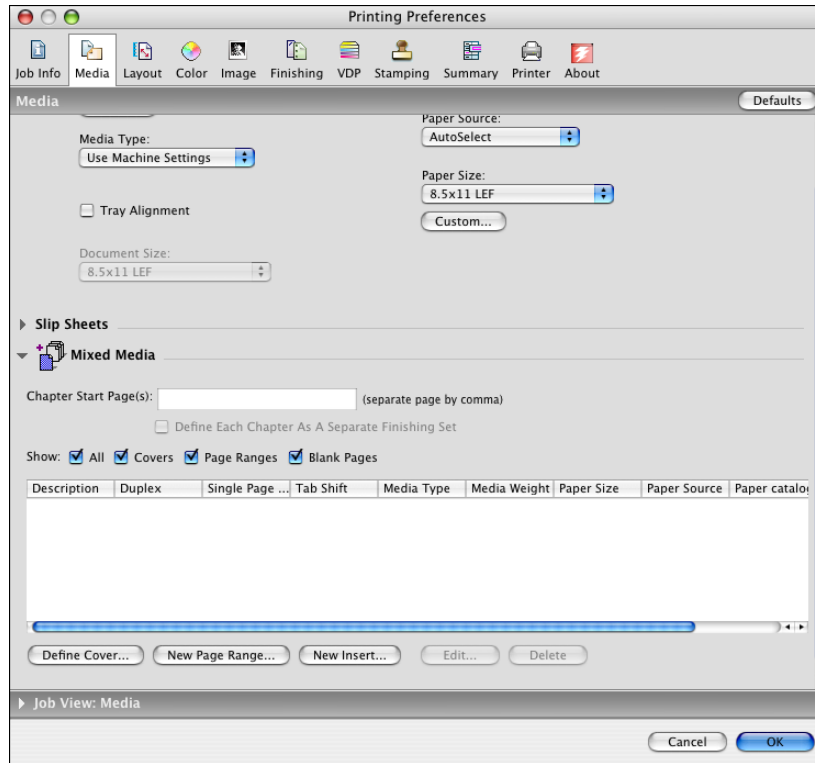 Printing Preferences
Job Info Media Layout Color Image Finishing VDP Stamping Summary Printer About
Media Defaults
Paper Source:
AutoSelect
Media Type:
Use Machine Settings
Paper Size:
8.5x11 LEF
Tray Alignment
Custom...
Document Size:
8.5x11 LEF
Slip Sheets
Mixed Media
Chapter Start Page(s): (separate page by comma)
Define Each Chapter As A Separate Finishing Set
Show: All Covers Page Ranges Blank Pages
Description Duplex Single Page ... Tab Shift Media Type Media Weight Paper Size Paper Source Paper catalo
Define Cover... New Page Range... New Insert... Edit... Delete
Job View: Media
Cancel OK